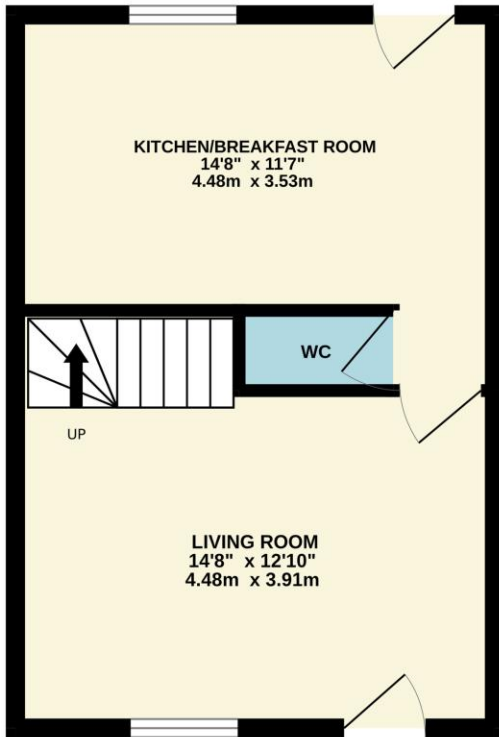 KITCHEN/BREAKFAST ROOM
14'8" x 11'7"
4.48m x 3.53m
WC
UP
LIVING ROOM
14'8" x 12'10"
4.48m x 3.91m